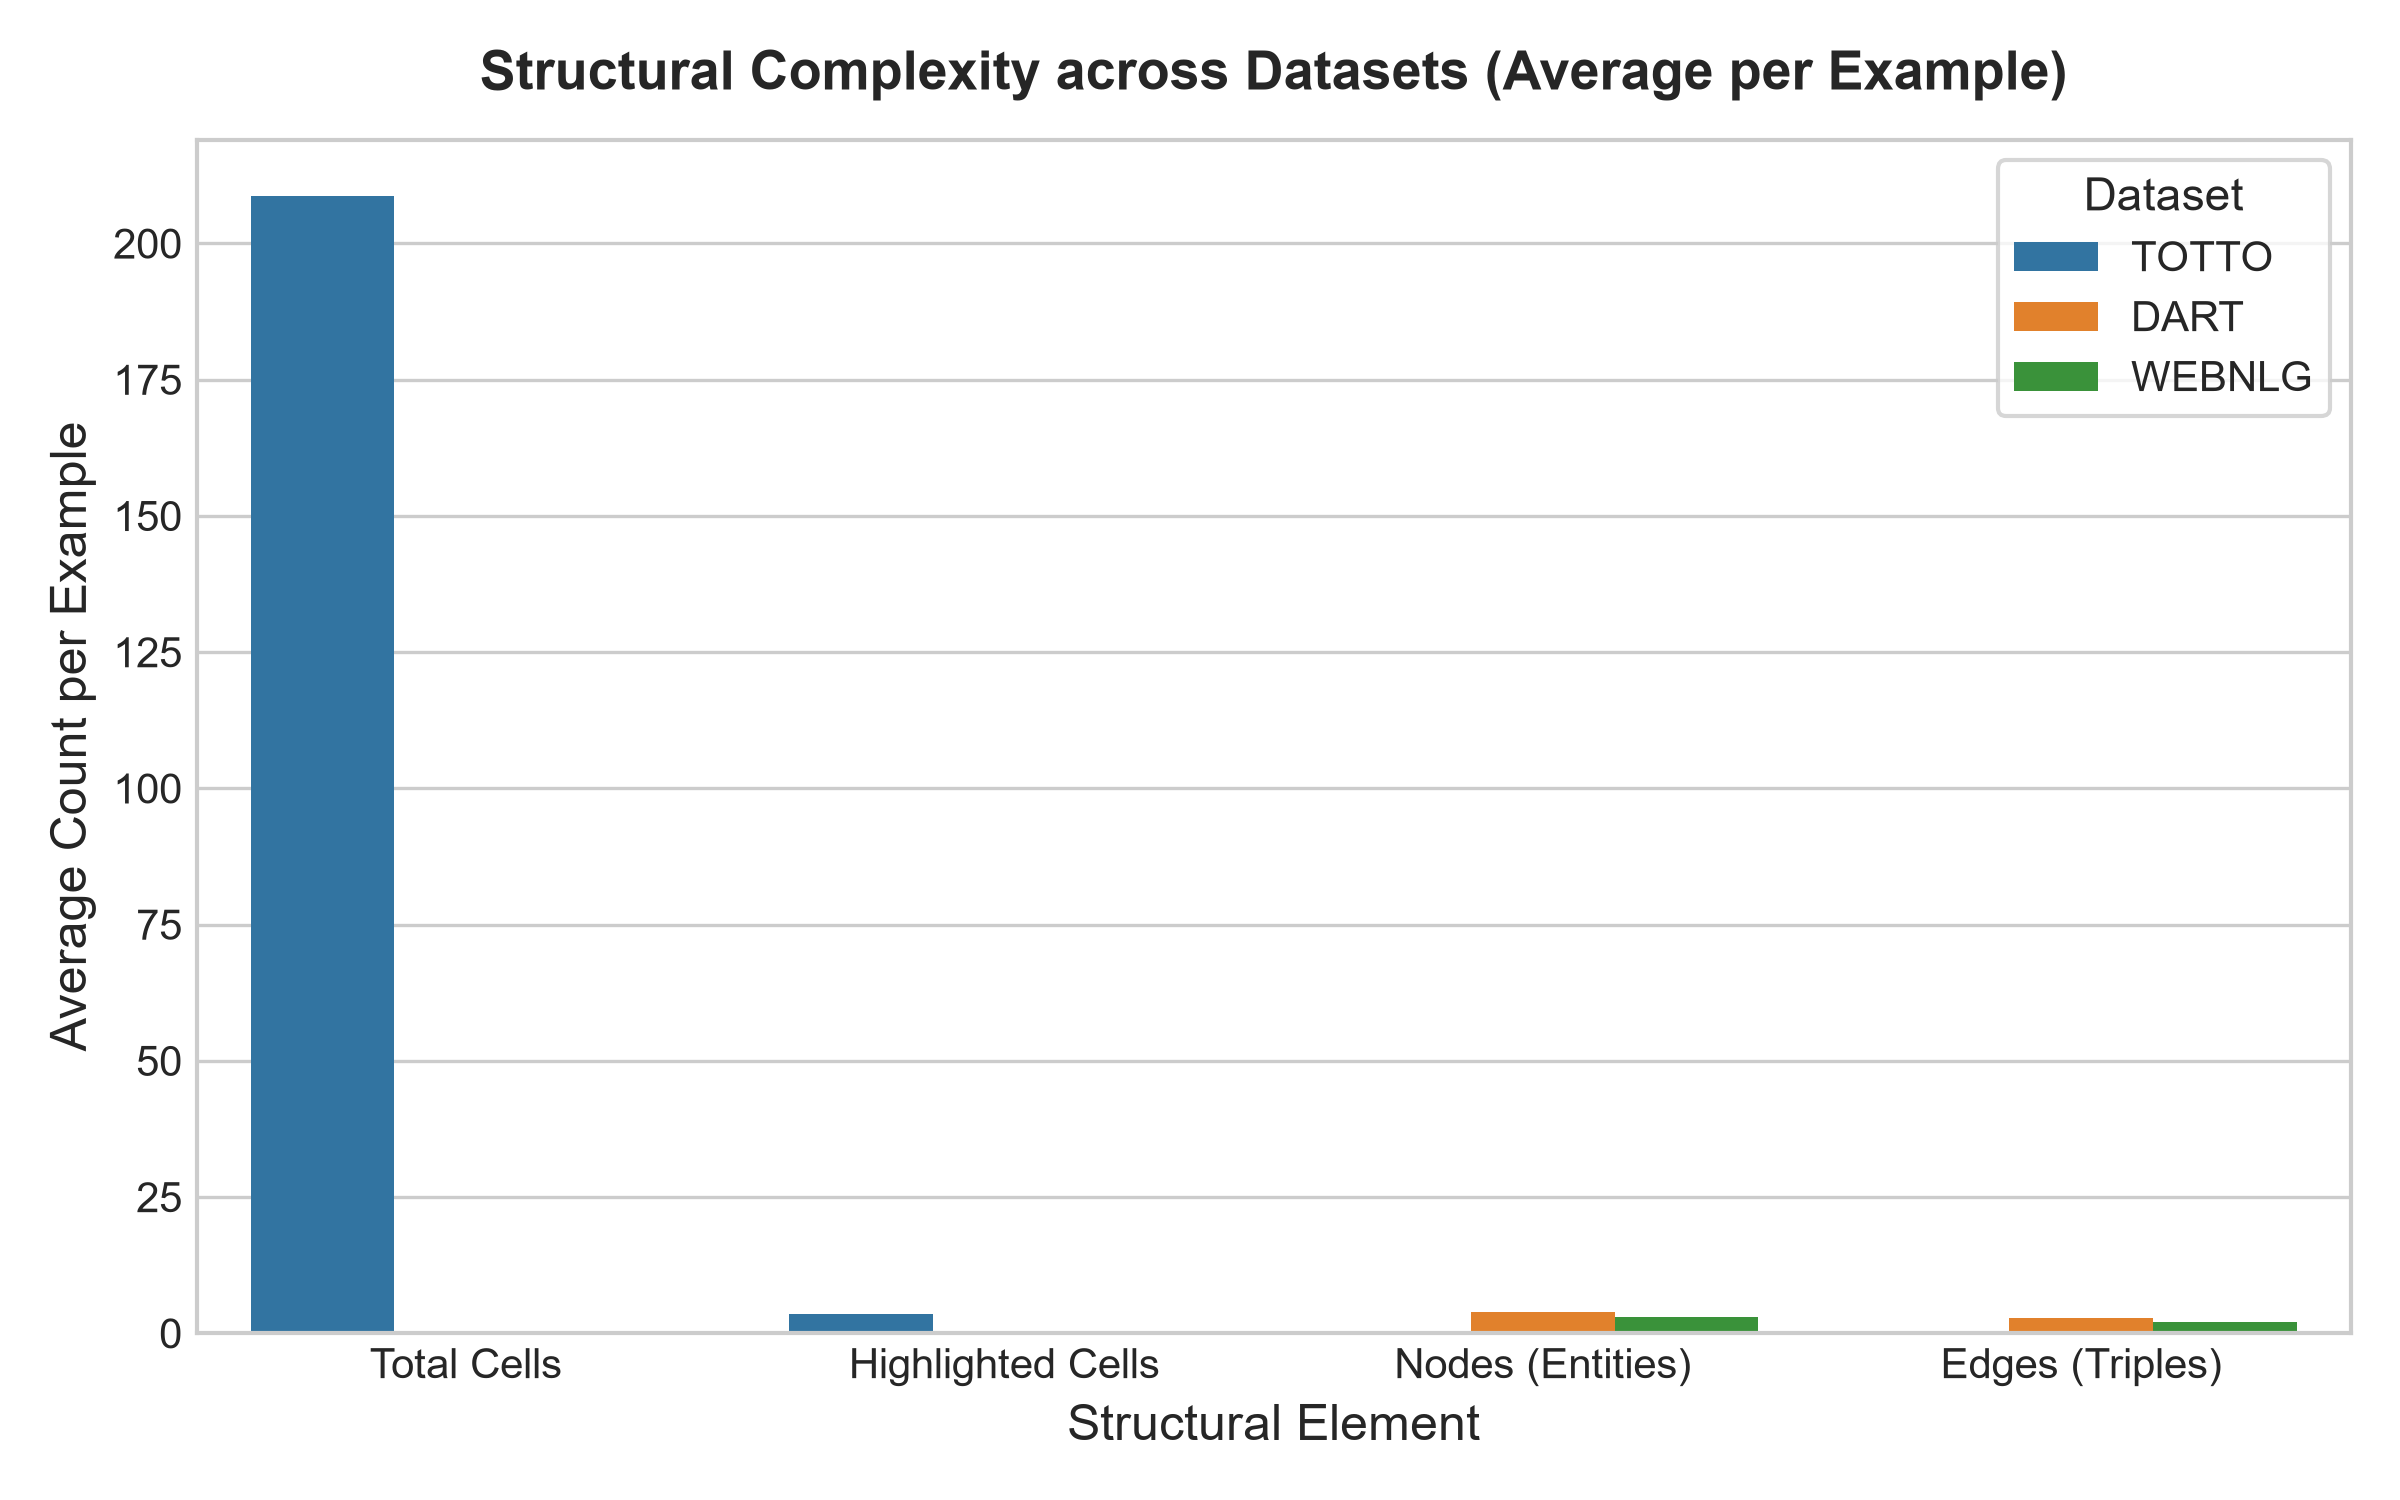 Structural Complexity across Datasets (Average per Example)
Dataset
TOTTO
DART
WEBNLG
Average Count per Example
200
175
150
125
100
75
50
25
0
Total Cells
Highlighted Cells
Nodes (Entities)
Edges (Triples)
Structural Element